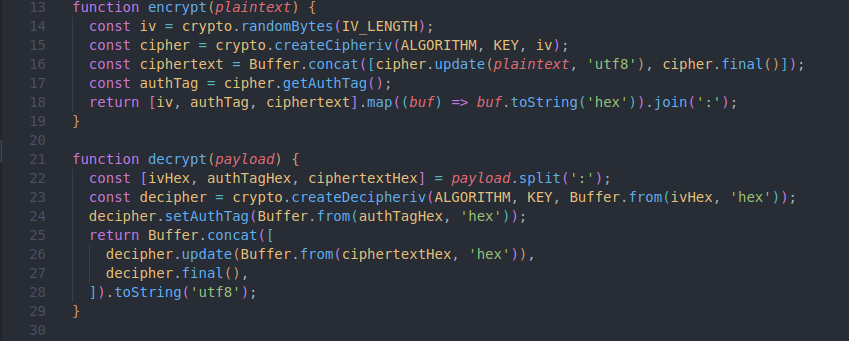 13 function encrypt(plaintext) {
14   const iv = crypto.randomBytes(IV_LENGTH);
15   const cipher = crypto.createCipheriv(ALGORITHM, KEY, iv);
16   const ciphertext = Buffer.concat([cipher.update(plaintext, 'utf8'), cipher.final()]);
17   const authTag = cipher.getAuthTag();
18   return [iv, authTag, ciphertext].map((buf) => buf.toString('hex')).join(':');
19 }
20
21 function decrypt(payload) {
22   const [ivHex, authTagHex, ciphertextHex] = payload.split(':');
23   const decipher = crypto.createDecipheriv(ALGORITHM, KEY, Buffer.from(ivHex, 'hex'));
24   decipher.setAuthTag(Buffer.from(authTagHex, 'hex'));
25   return Buffer.concat([
26     decipher.update(Buffer.from(ciphertextHex, 'hex')),
27     decipher.final(),
28   ]).toString('utf8');
29 }
30